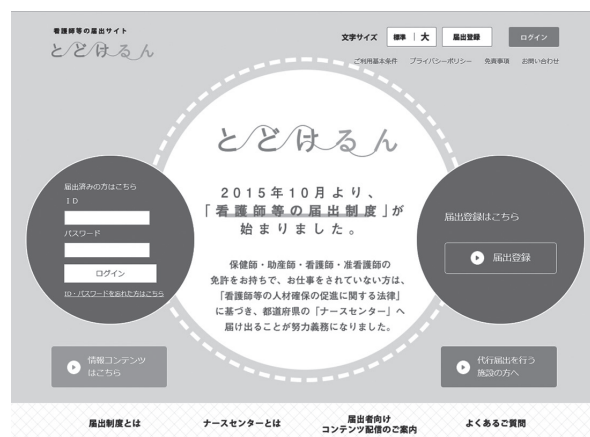 看護師等の届出サイト
とどけるん
文字サイズ 標準 | 大 届出登録 ログイン
ご利用基本条件 プライバシーポリシー 免責事項 お問い合わせ
とどけるん
2015年10月より、
「看護師等の届出制度」が
始まりました。
保健師・助産師・看護師・准看護師の
免許をお持ちで、お仕事をされていない方は、
「看護師等の人材確保の促進に関する法律」
に基づき、都道府県の「ナースセンター」へ
届け出ることが努力義務になりました。
届出済みの方はこちら
ID
パスワード
ログイン
ID・パスワードを忘れた方はこちら
届出登録はこちら
届出登録
情報コンテンツ
はこちら
代行届出を行う
施設の方へ
届出制度とは
ナースセンターとは
届出者向け
コンテンツ配信のご案内
よくあるご質問